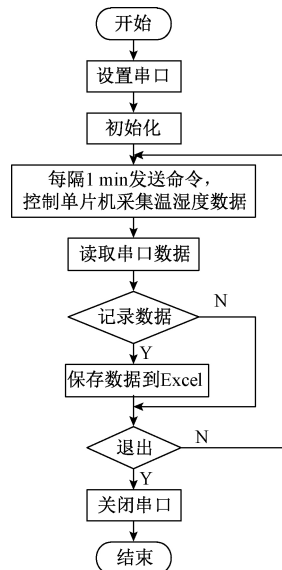 开始
设置串口
初始化
每隔1 min发送命令，
控制单片机采集温湿度数据
读取串口数据
记录数据
N
Y
保存数据到Excel
退出
N
Y
关闭串口
结束